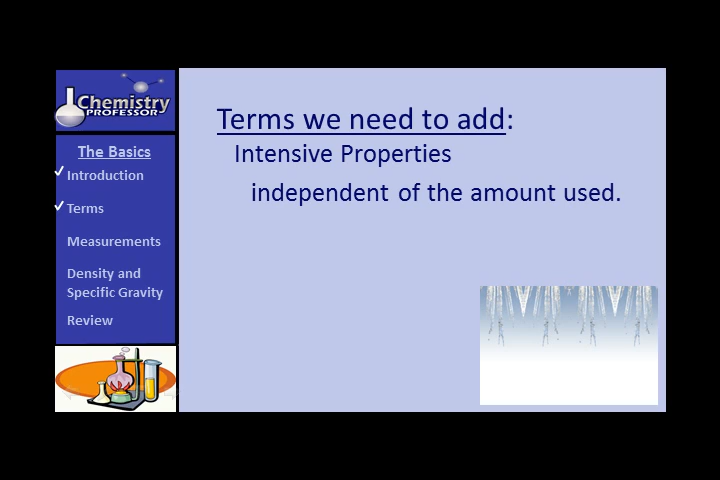 Chemistry
PROFESSOR
The Basics
✓ Introduction
✓ Terms
Measurements
Density and
Specific Gravity
Review
Terms we need to add:
Intensive Properties
independent of the amount used.